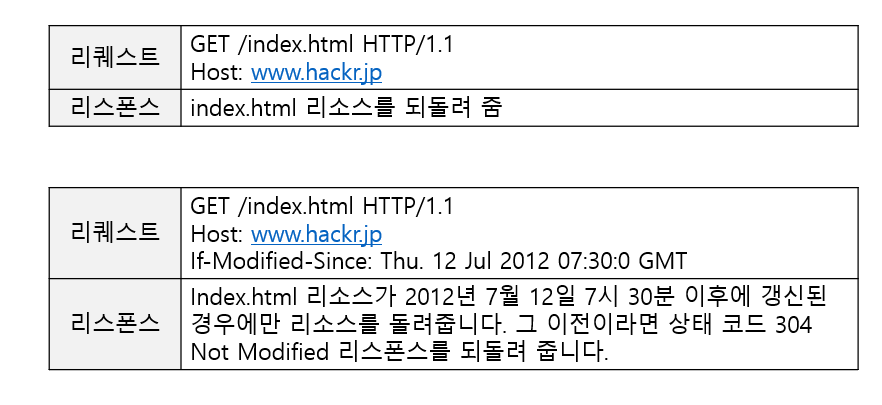 리퀘스트
GET /index.html HTTP/1.1
Host: www.hackr.jp
리스폰스
index.html 리소스를 되돌려 줌
리퀘스트
GET /index.html HTTP/1.1
Host: www.hackr.jp
If-Modified-Since: Thu. 12 Jul 2012 07:30:0 GMT
리스폰스
Index.html 리소스가 2012년 7월 12일 7시 30분 이후에 갱신된
경우에만 리소스를 돌려줍니다. 그 이전이라면 상태 코드 304
Not Modified 리스폰스를 되돌려 줍니다.